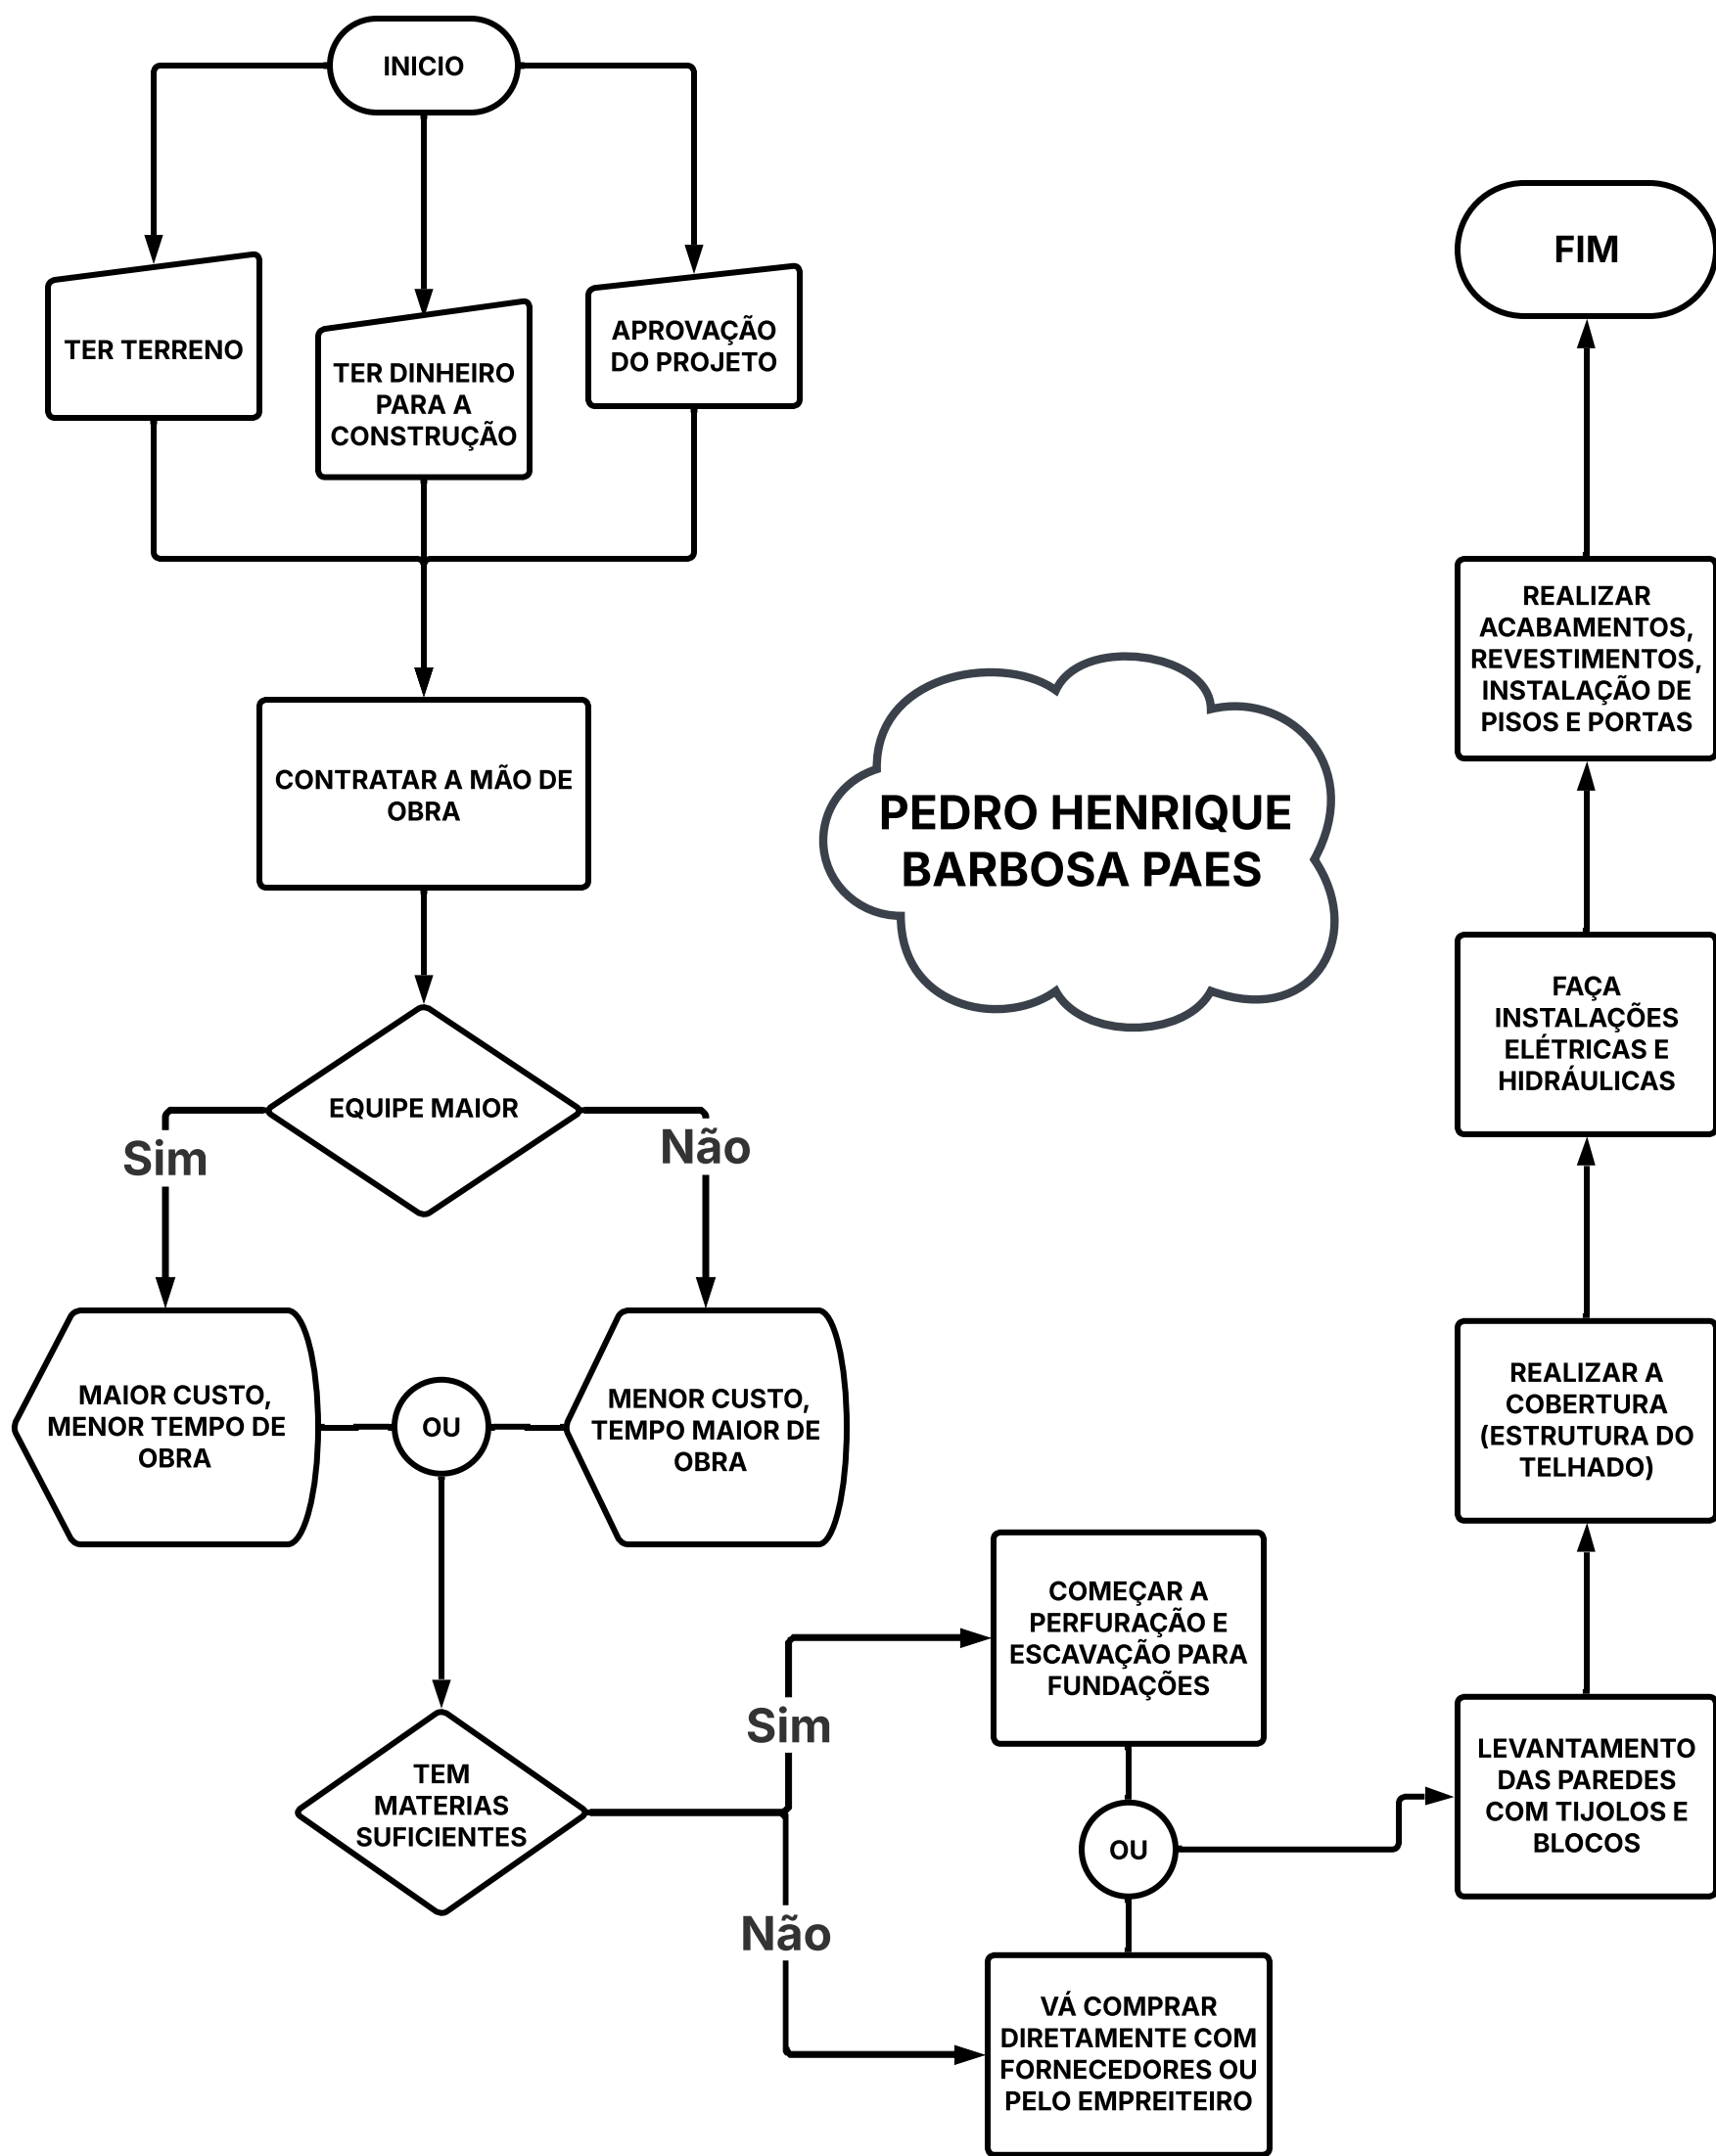 INICIO
TER TERRENO
TER DINHEIRO
PARA A
CONSTRUÇÃO
APROVAÇÃO
DO PROJETO
CONTRATAR A MÃO DE
OBRA
EQUIPE MAIOR
Sim
Não
MAIOR CUSTO,
MENOR TEMPO DE
OBRA
OU
MENOR CUSTO,
TEMPO MAIOR DE
OBRA
TEM
MATERIAS
SUFICIENTES
Sim
Não
COMEÇAR A
PERFURAÇÃO E
ESCAVAÇÃO PARA
FUNDAÇÕES
OU
VÁ COMPRAR
DIRETAMENTE COM
FORNECEDORES OU
PELO EMPREITEIRO
LEVANTAMENTO
DAS PAREDES
COM TIJOLOS E
BLOCOS
REALIZAR A
COBERTURA
(ESTRUTURA DO
TELHADO)
FAÇA
INSTALAÇÕES
ELÉTRICAS E
HIDRÁULICAS
REALIZAR
ACABAMENTOS,
REVESTIMENTOS,
INSTALAÇÃO DE
PISOS E PORTAS
FIM
PEDRO HENRIQUE
BARBOSA PAES